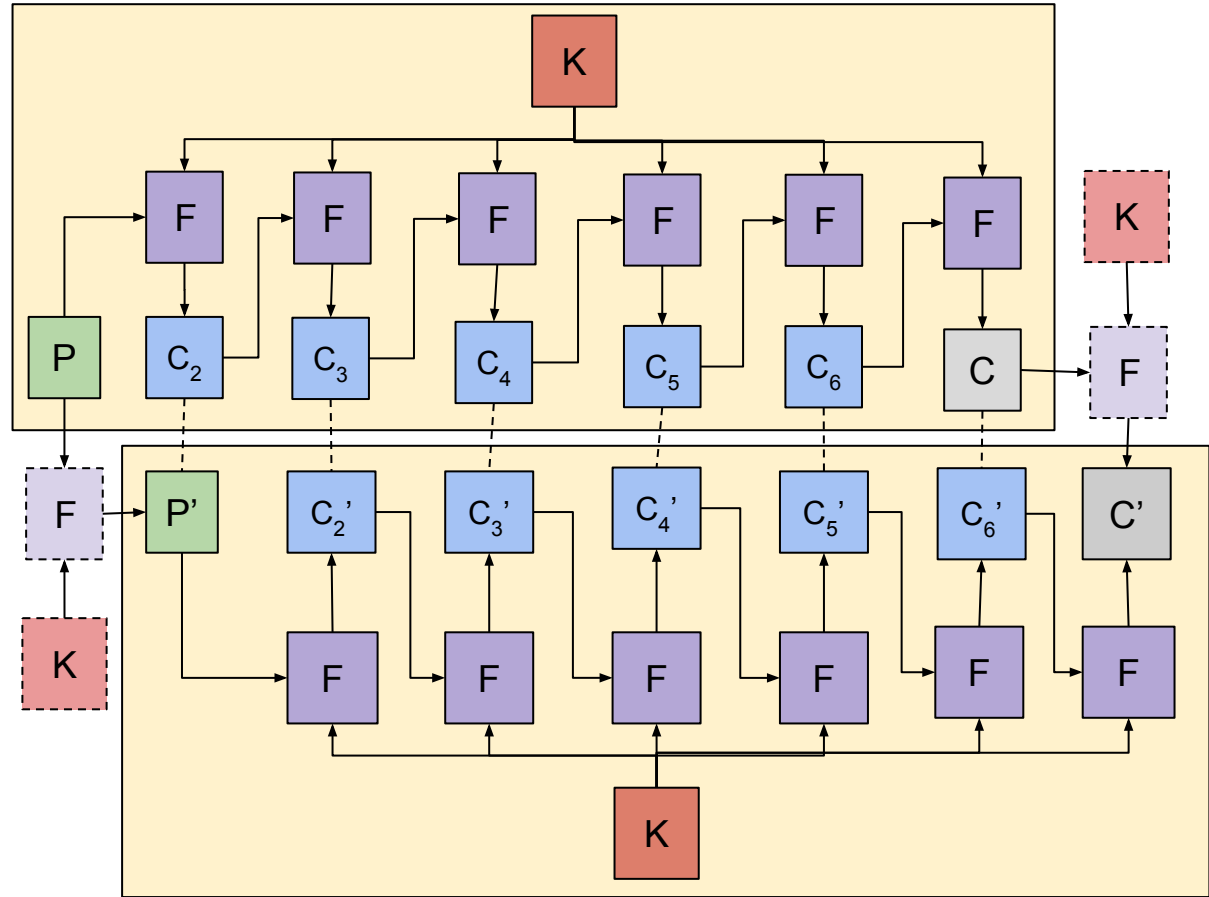 K
F F F F F F
K
P C₂ C₃ C₄ C₅ C₆ C F
F P’ C₂’ C₃’ C₄’ C₅’ C₆’ C’
K F F F F F F
K